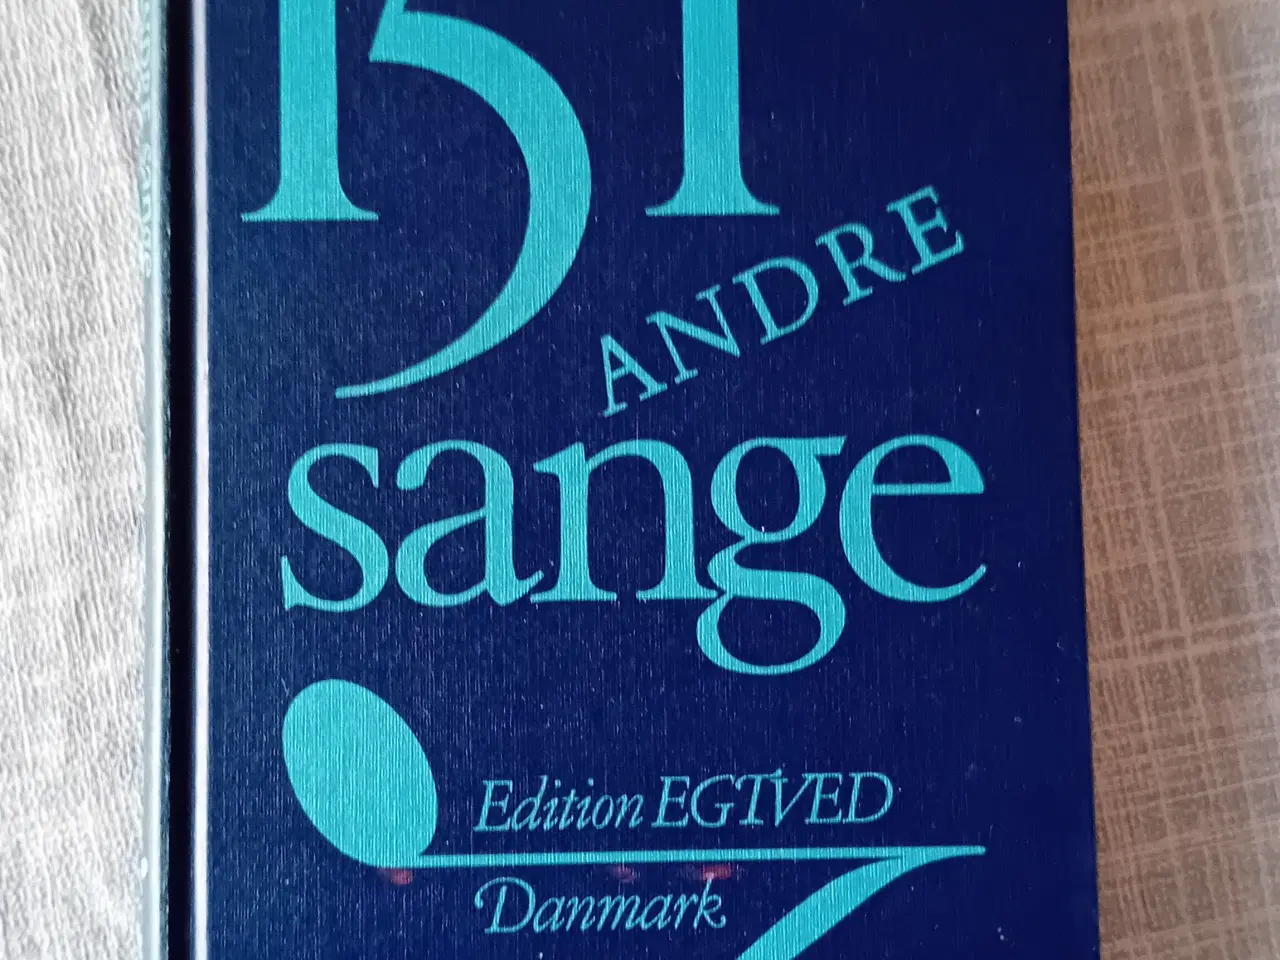 151
ANDRE
sange
Edition EGTVED
Danmark